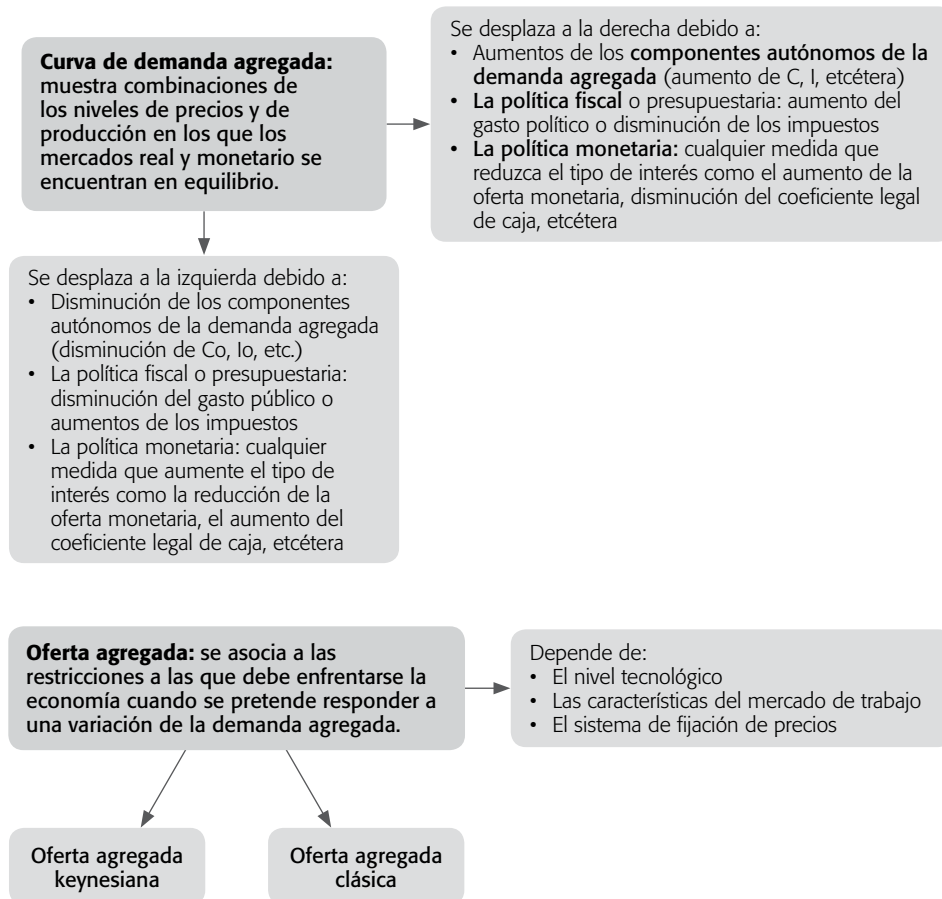 Curva de demanda agregada:
muestra combinaciones de
los niveles de precios y de
producción en los que los
mercados real y monetario se
encuentran en equilibrio.
Se desplaza a la derecha debido a:
• Aumentos de los componentes autónomos de la
demanda agregada (aumento de C, I, etcétera)
• La política fiscal o presupuestaria: aumento del
gasto político o disminución de los impuestos
• La política monetaria: cualquier medida que
reduzca el tipo de interés como el aumento de la
oferta monetaria, disminución del coeficiente legal
de caja, etcétera
Se desplaza a la izquierda debido a:
• Disminución de los componentes
autónomos de la demanda agregada
(disminución de Co, Io, etc.)
• La política fiscal o presupuestaria:
disminución del gasto público o
aumentos de los impuestos
• La política monetaria: cualquier
medida que aumente el tipo de
interés como la reducción de la
oferta monetaria, el aumento del
coeficiente legal de caja, etcétera
Oferta agregada: se asocia a las
restricciones a las que debe enfrentarse la
economía cuando se pretende responder a
una variación de la demanda agregada.
Depende de:
• El nivel tecnológico
• Las características del mercado de trabajo
• El sistema de fijación de precios
Oferta agregada
keynesiana
Oferta agregada
clásica